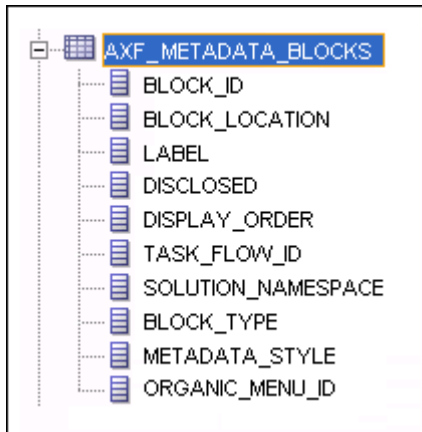 AXF_METADATA_BLOCKS
BLOCK_ID
BLOCK_LOCATION
LABEL
DISCLOSED
DISPLAY_ORDER
TASK_FLOW_ID
SOLUTION_NAMESPACE
BLOCK_TYPE
METADATA_STYLE
ORGANIC_MENU_ID